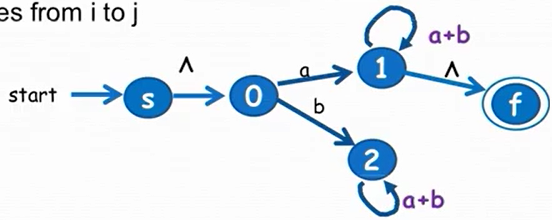 es from i to j
start
s
Λ
0
a
b
1
a+b
Λ
f
2
a+b